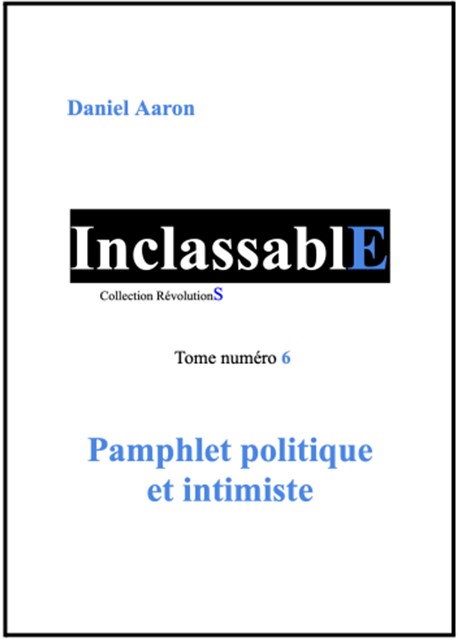 Daniel Aaron
InclassablE
Collection RévolutionS
Tome numéro 6
Pamphlet politique
et intimiste